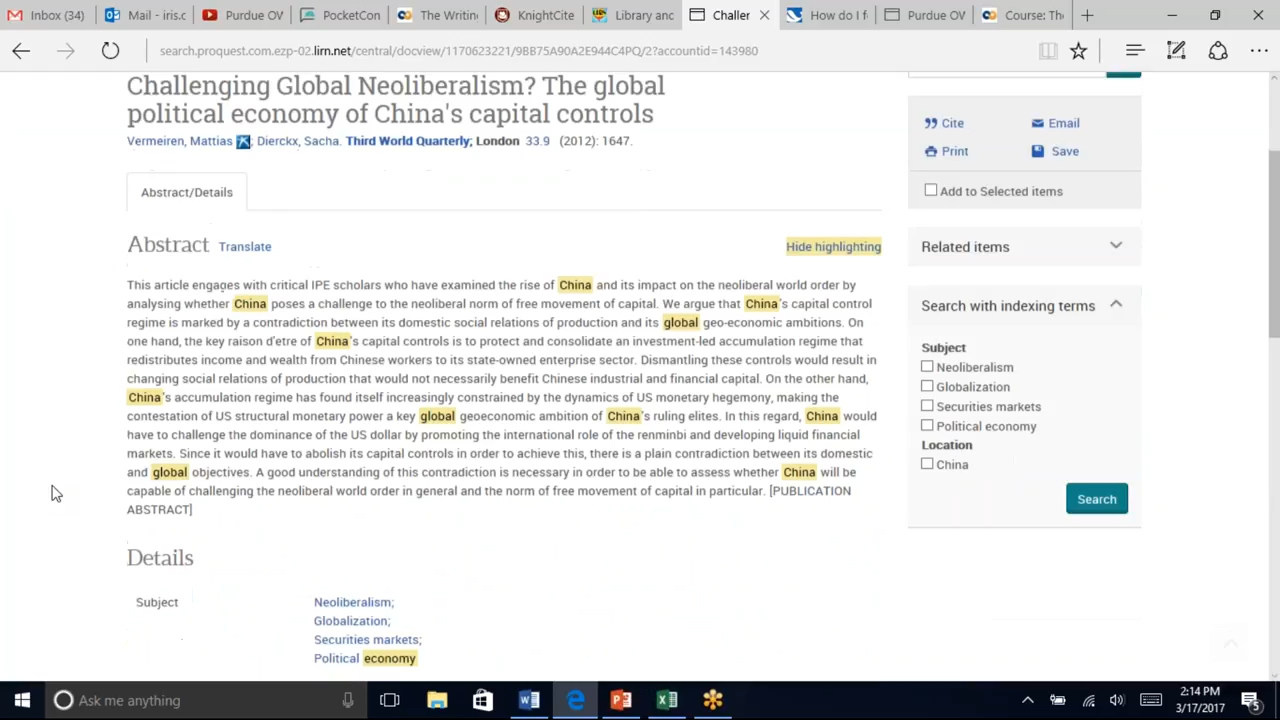 Inbox (34)
Mail - iris.c
Purdue OV
PocketCon
The Writing
KnightCite
Library and
Challen
How do I f
Purdue OV
Course: The
search.proquest.com.ezp-02.lirn.net/central/docview/1170623221/9BB75A90A2E944C4PQ/2?accountid=143980
Challenging Global Neoliberalism? The global
political economy of China's capital controls
Vermeiren, Mattias; Dierckx, Sacha. Third World Quarterly; London 33.9 (2012): 1647.
Cite
Email
Print
Save
Add to Selected items
Abstract/Details
Abstract Translate
Hide highlighting
This article engages with critical IPE scholars who have examined the rise of China and its impact on the neoliberal world order by
analysing whether China poses a challenge to the neoliberal norm of free movement of capital. We argue that China's capital control
regime is marked by a contradiction between its domestic social relations of production and its global geo-economic ambitions. On
one hand, the key raison d'etre of China's capital controls is to protect and consolidate an investment-led accumulation regime that
redistributes income and wealth from Chinese workers to its state-owned enterprise sector. Dismantling these controls would result in
changing social relations of production that would not necessarily benefit Chinese industrial and financial capital. On the other hand,
China's accumulation regime has found itself increasingly constrained by the dynamics of US monetary hegemony, making the
contestation of US structural monetary power a key global geoeconomic ambition of China's ruling elites. In this regard, China would
have to challenge the dominance of the US dollar by promoting the international role of the renminbi and developing liquid financial
markets. Since it would have to abolish its capital controls in order to achieve this, there is a plain contradiction between its domestic
and global objectives. A good understanding of this contradiction is necessary in order to be able to assess whether China will be
capable of challenging the neoliberal world order in general and the norm of free movement of capital in particular. [PUBLICATION
ABSTRACT]
Related items
Search with indexing terms
Subject
Neoliberalism
Globalization
Securities markets
Political economy
Location
China
Search
Details
Subject
Neoliberalism;
Globalization;
Securities markets;
Political economy
Ask me anything
2:14 PM
3/17/2017
5